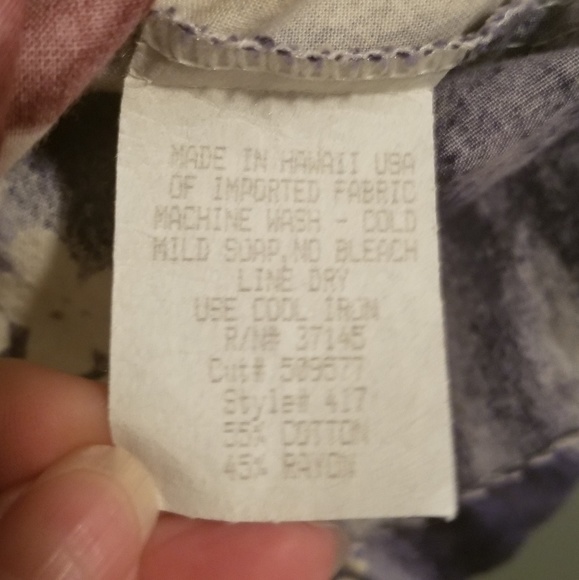 MADE IN HAWAII USA
OF IMPORTED FABRIC
MACHINE WASH - COLD
MILD SOAP,NO BLEACH
LINE DRY
USE COOL IRON
R/N# 37145
Cut# 509577
Style# 417
55% COTTON
45% RAYON